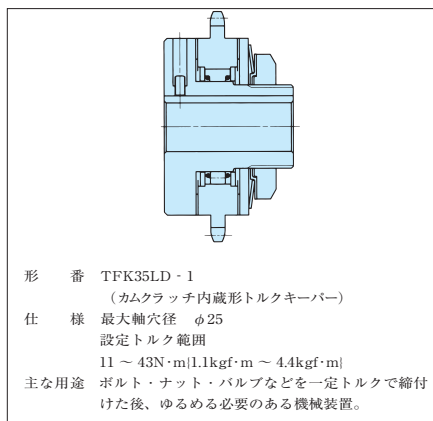 形　番　TFK35LD - 1
（カムクラッチ内蔵形トルクキーパー）
仕　様　最大軸穴径　φ25
設定トルク範囲
11 ～ 43N·m{1.1kgf·m ～ 4.4kgf·m}
主な用途　ボルト・ナット・バルブなどを一定トルクで締付
けた後、ゆるめる必要のある機械装置。